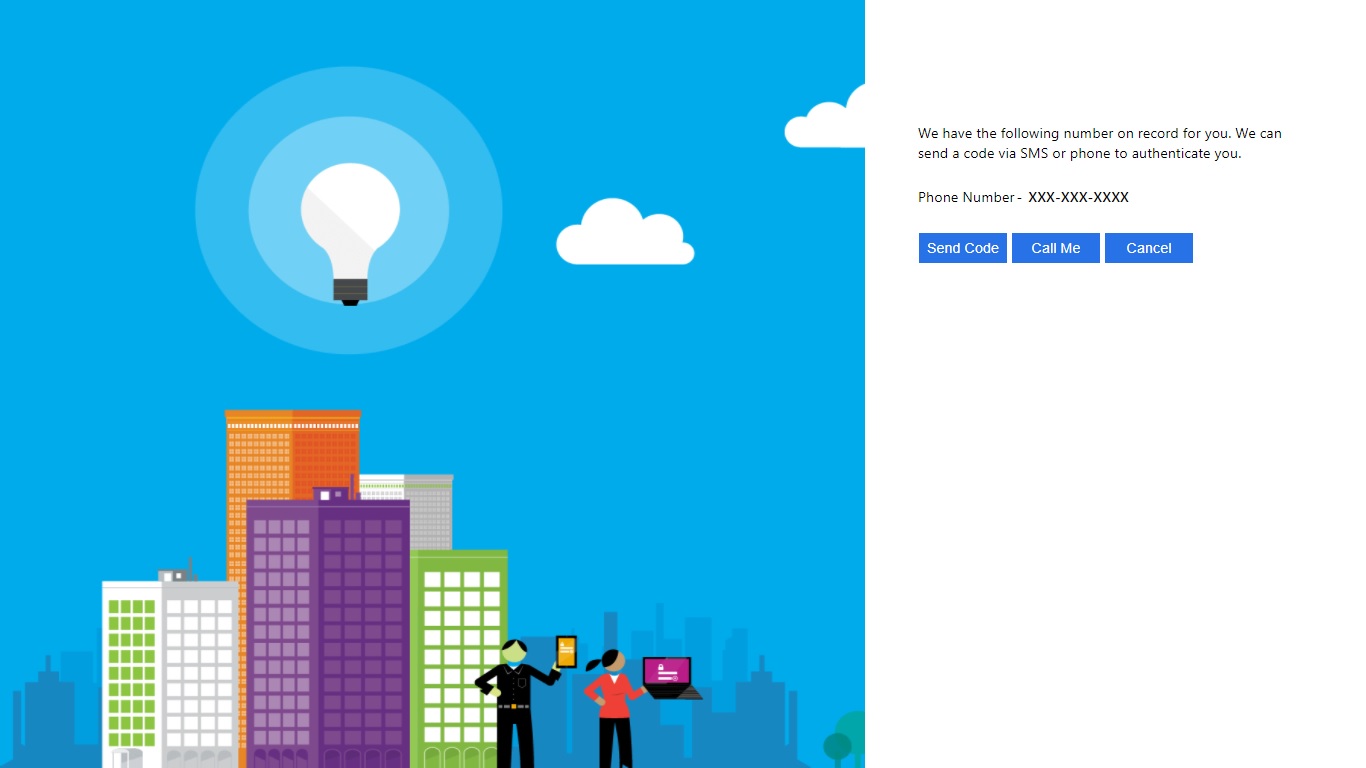 We have the following number on record for you. We can
send a code via SMS or phone to authenticate you.
Phone Number - XXX-XXX-XXXX
Send Code Call Me Cancel